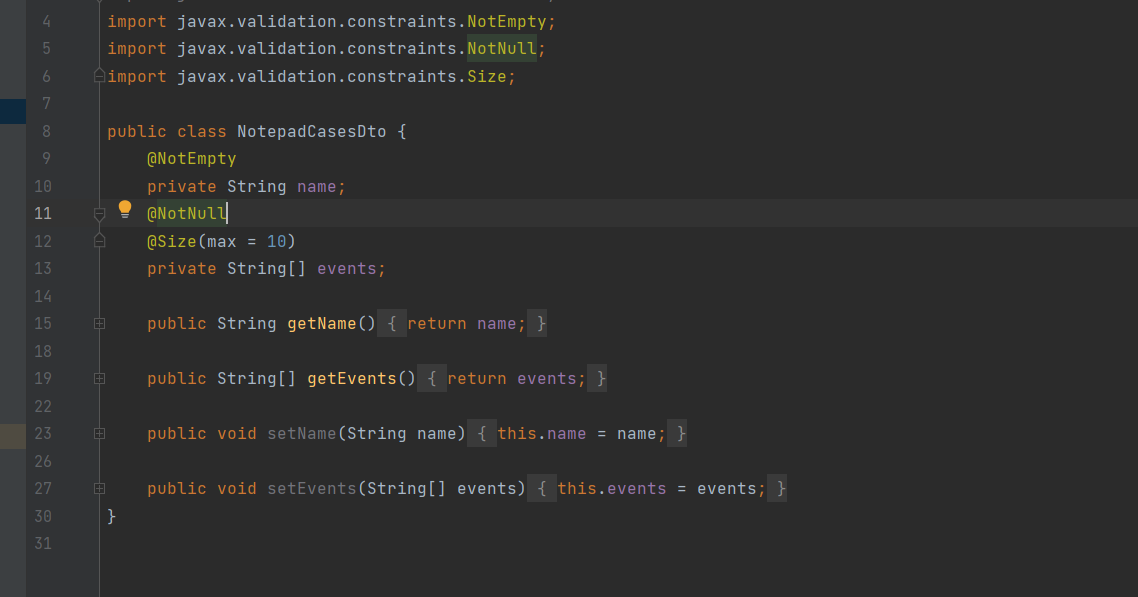 4 import javax.validation.constraints.NotEmpty;
5 import javax.validation.constraints.NotNull;
6 import javax.validation.constraints.Size;
7
8 public class NotepadCasesDto {
9 @NotEmpty
10 private String name;
11 @NotNull
12 @Size(max = 10)
13 private String[] events;
14
15 public String getName() { return name; }
18
19 public String[] getEvents() { return events; }
22
23 public void setName(String name) { this.name = name; }
26
27 public void setEvents(String[] events) { this.events = events; }
30 }
31